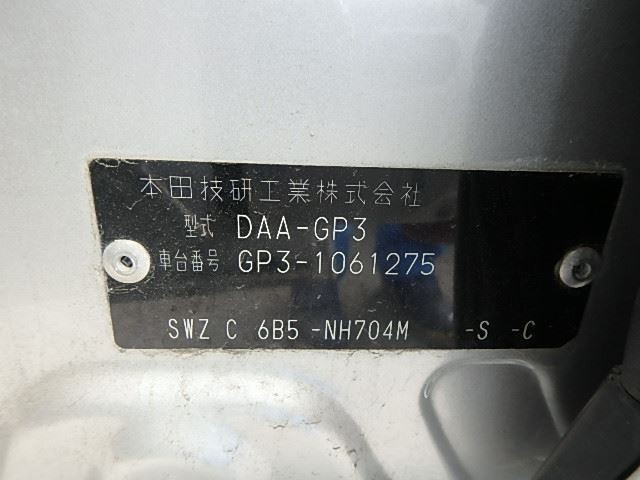 本田技研工業株式会社
型式 DAA-GP3
車台番号 GP3-1061275
SWZ C 6B5 -NH704M -S -C